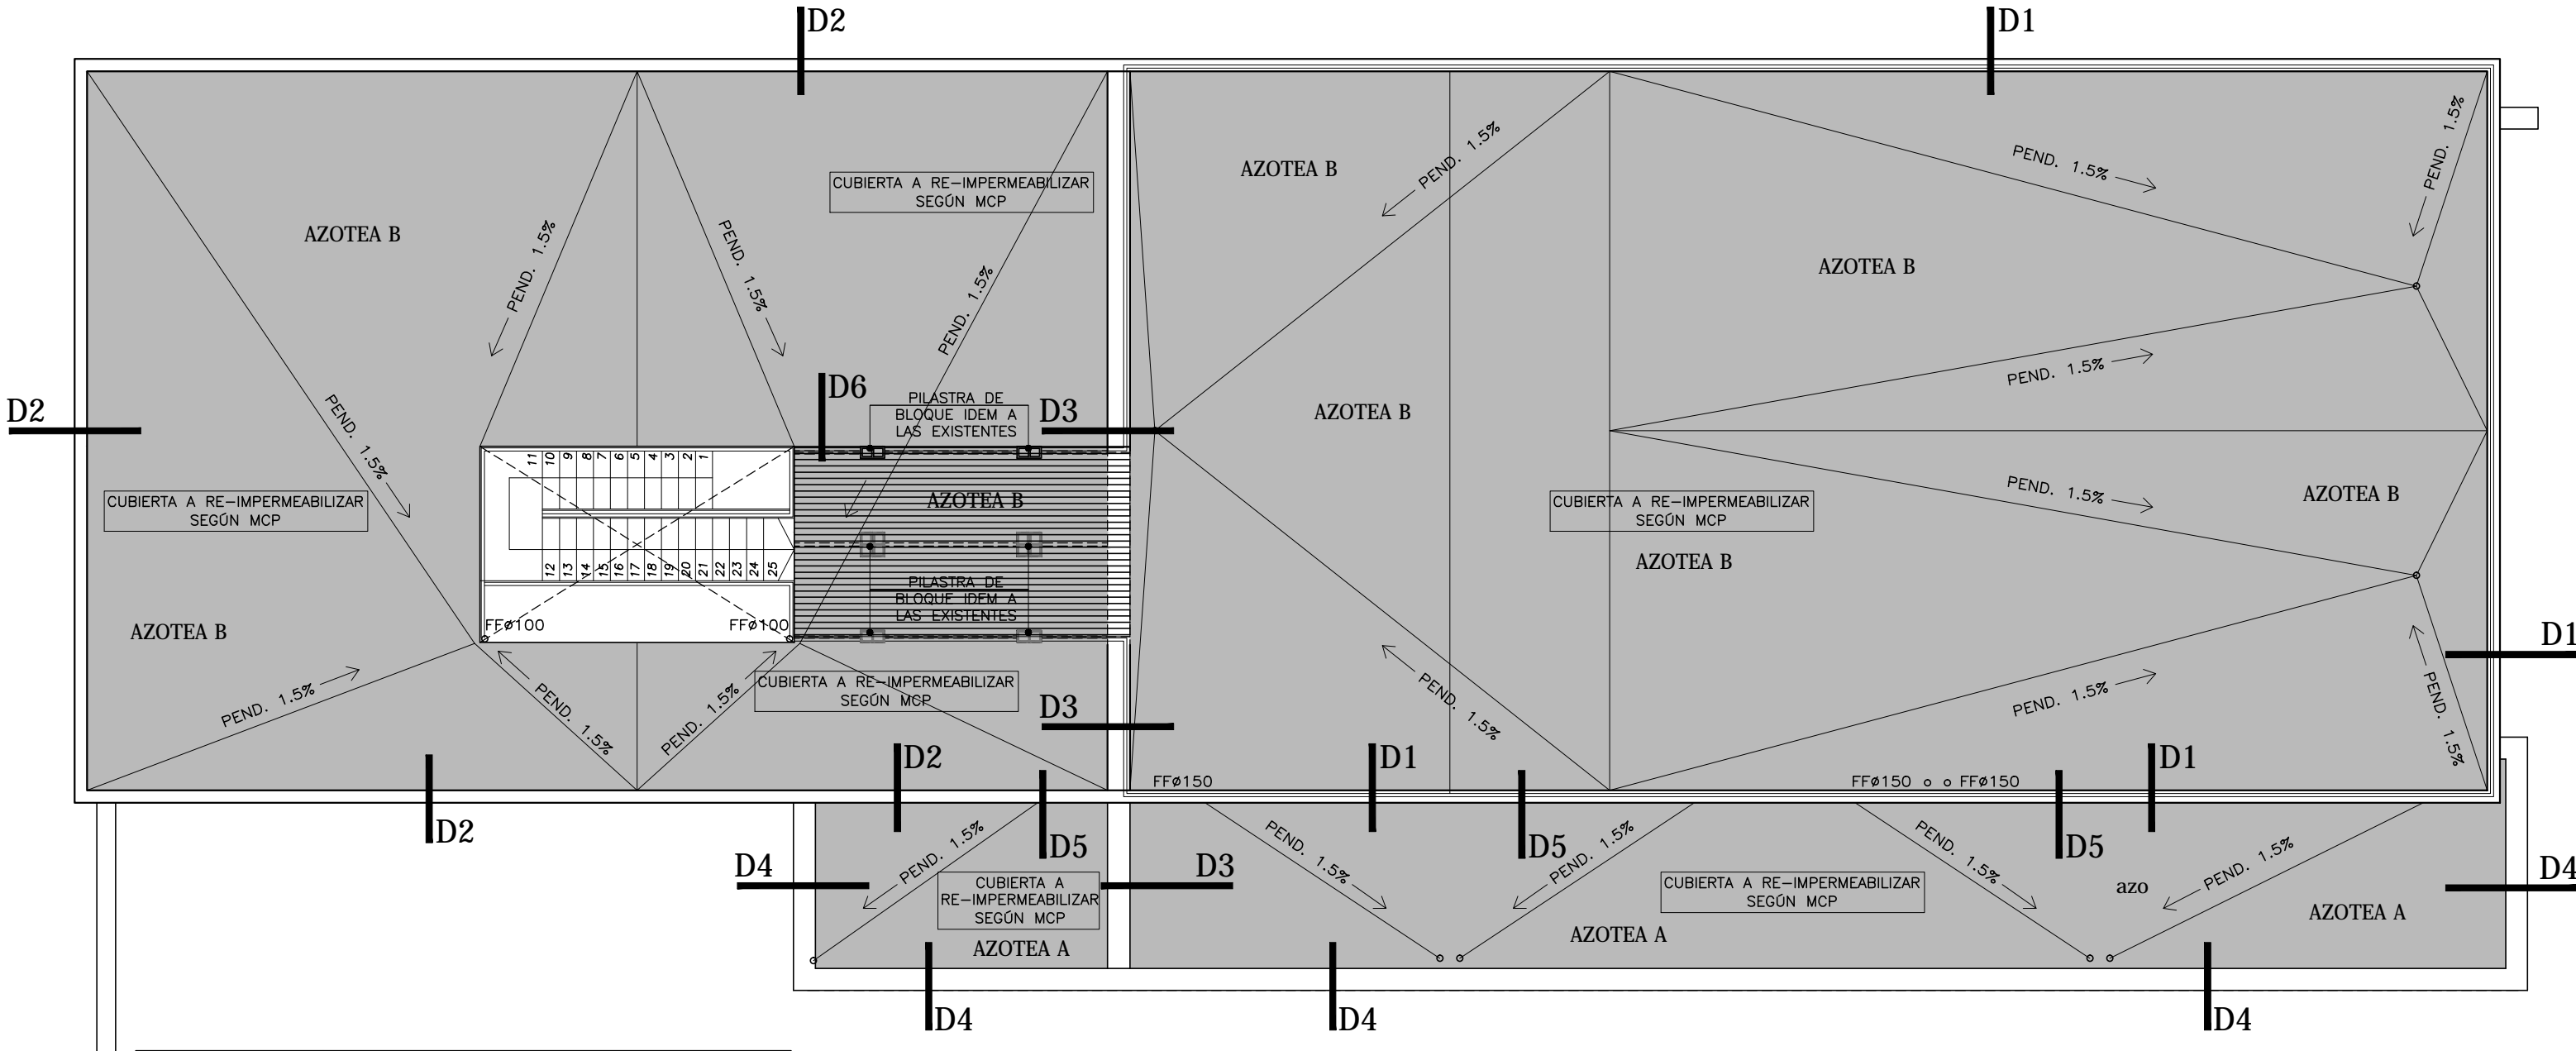 D2
D1
PEND. 1.5%
PEND. 1.5%
PEND. 1.5%
AZOTEA B
CUBIERTA A RE-IMPERMEABILIZAR
SEGÚN MCP
AZOTEA B
PEND. 1.5%
PEND. 1.5%
PEND. 1.5%
AZOTEA B
D2
PEND. 1.5%
D6
PILASTRA DE
BLOQUE IDEM A
LAS EXISTENTES
D3
AZOTEA B
PEND. 1.5%
11 10 9 8 7 6 5 4 3 2 1
CUBIERTA A RE-IMPERMEABILIZAR
SEGÚN MCP
AZOTEA B
CUBIERTA A RE-IMPERMEABILIZAR
SEGÚN MCP
PEND. 1.5%
AZOTEA B
12 13 14 15 16 17 18 19 20 21 22 23 24 25
PILASTRA DE
BLOQUE IDEM A
LAS EXISTENTES
AZOTEA B
AZOTEA B
FFø100
FFø100
D1
PEND. 1.5%
PEND. 1.5%
PEND. 1.5%
CUBIERTA A RE-IMPERMEABILIZAR
SEGÚN MCP
D3
PEND. 1.5%
PEND. 1.5%
PEND. 1.5%
D2
D1
D1
FFø150
FFø150
FFø150
D2
D5
D5
D5
PEND. 1.5%
PEND. 1.5%
PEND. 1.5%
PEND. 1.5%
PEND. 1.5%
D4
CUBIERTA A
RE-IMPERMEABILIZAR
SEGÚN MCP
D3
CUBIERTA A RE-IMPERMEABILIZAR
SEGÚN MCP
azo
D4
AZOTEA A
AZOTEA A
AZOTEA A
D4
D4
D4